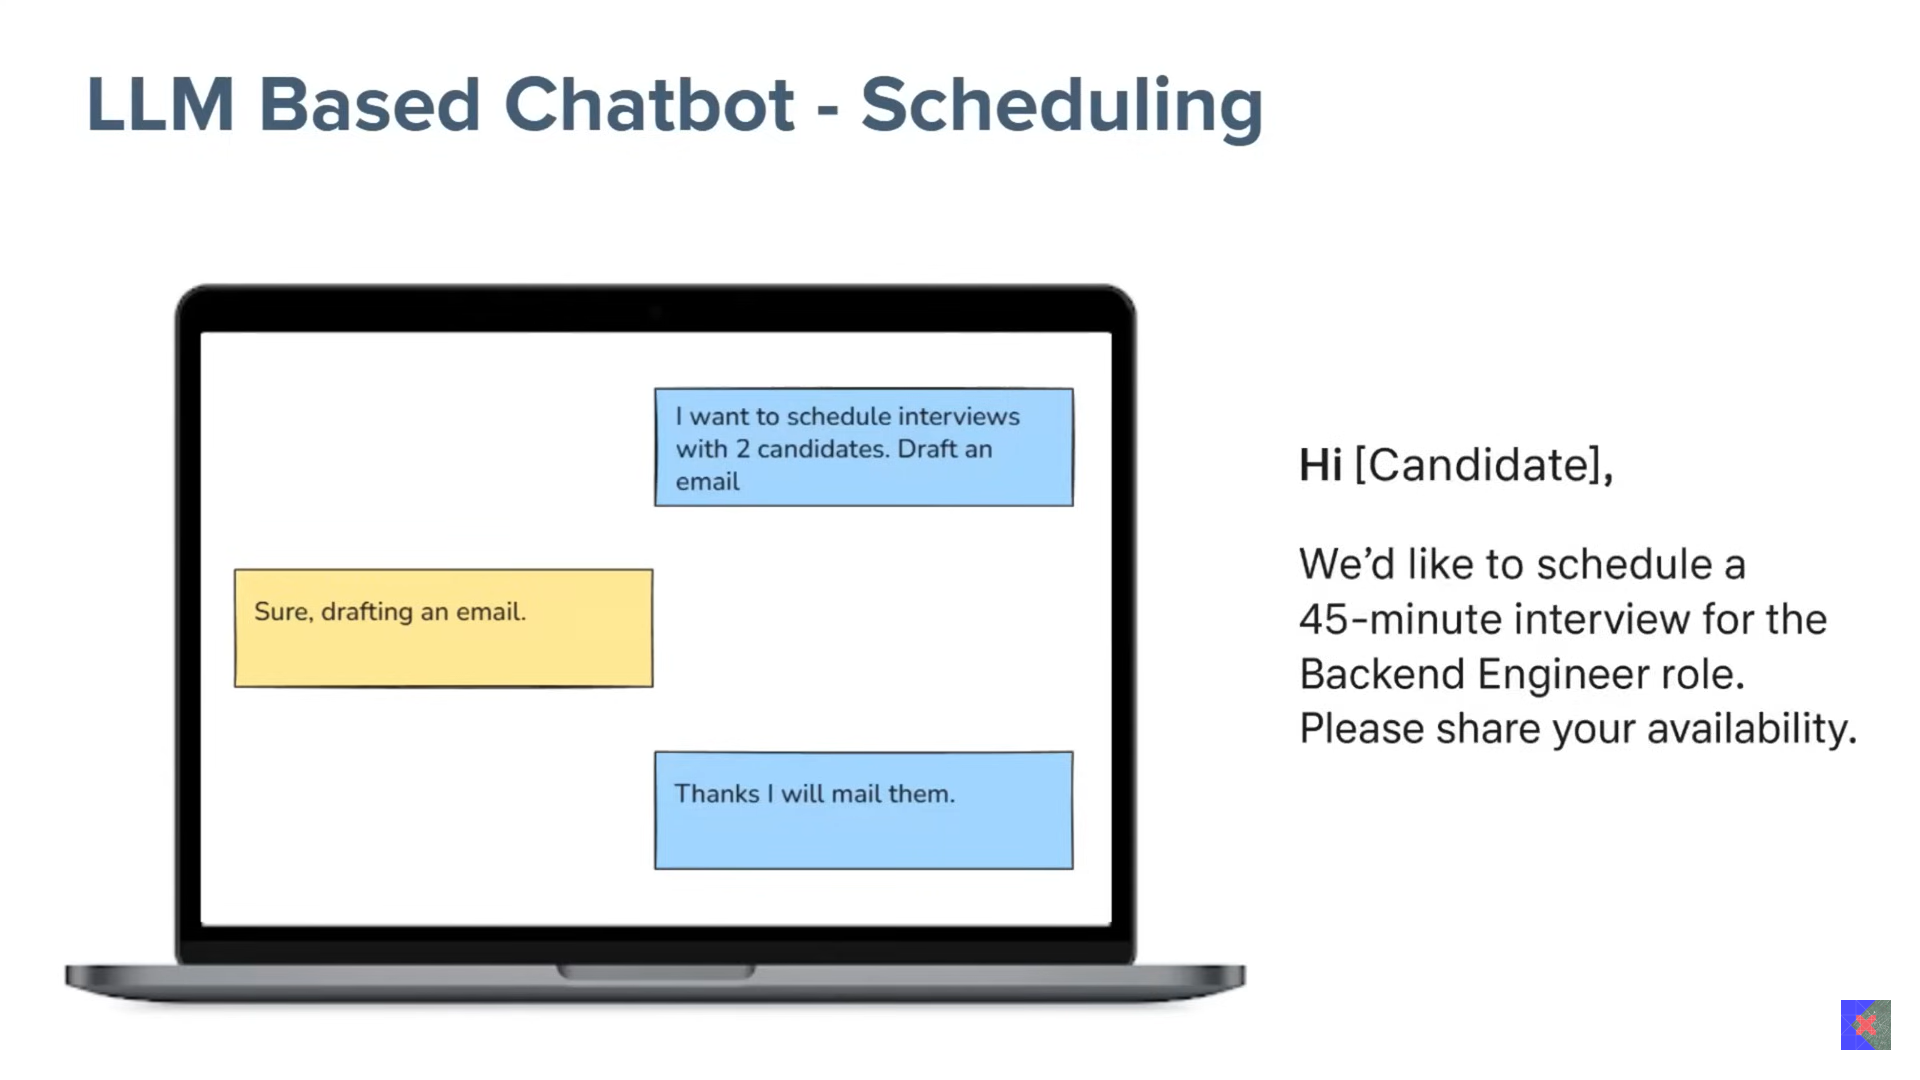 LLM Based Chatbot - Scheduling
I want to schedule interviews
with 2 candidates. Draft an
email
Sure, drafting an email.
Thanks I will mail them.
Hi [Candidate],
We’d like to schedule a
45-minute interview for the
Backend Engineer role.
Please share your availability.